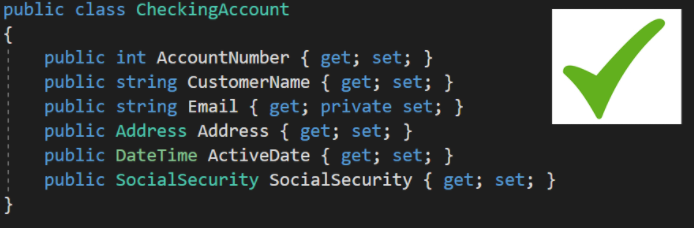 public class CheckingAccount
{
public int AccountNumber { get; set; }
public string CustomerName { get; set; }
public string Email { get; private set; }
public Address Address { get; set; }
public DateTime ActiveDate { get; set; }
public SocialSecurity SocialSecurity { get; set; }
}